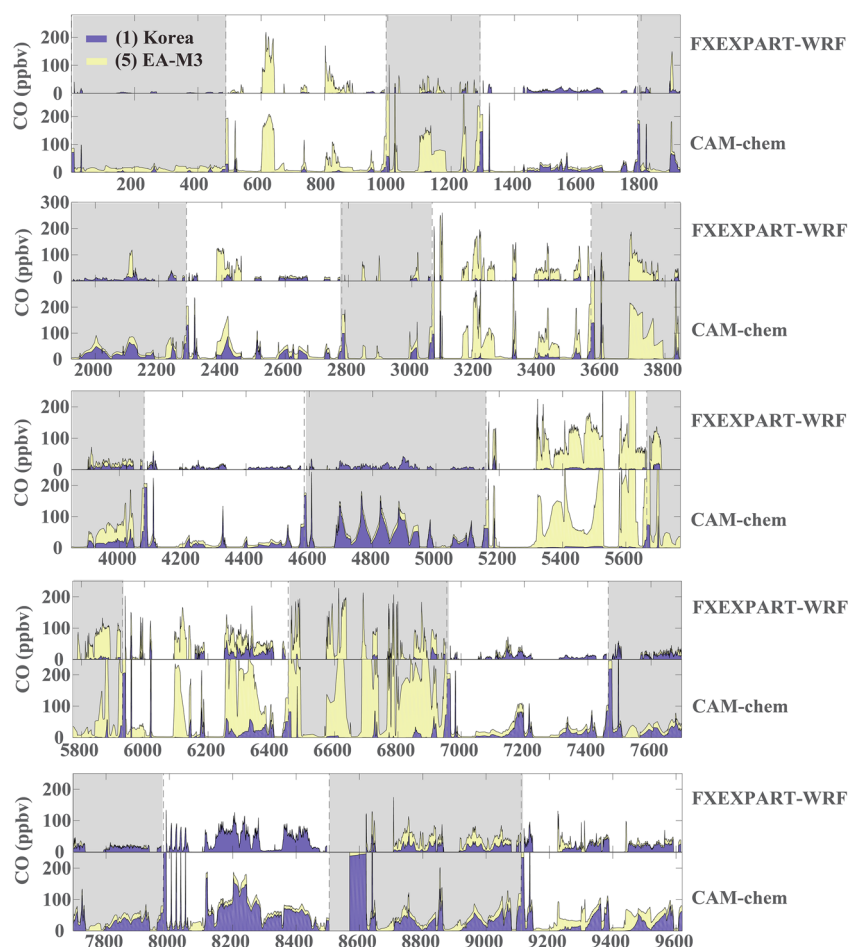 (1) Korea
(5) EA-M3
CO (ppbv)
200
100
0
FXEXPART-WRF
200
100
0
CAM-chem
200 400 600 800 1000 1200 1400 1600 1800
CO (ppbv)
300
200
100
0
FXEXPART-WRF
200
100
0
CAM-chem
2000 2200 2400 2600 2800 3000 3200 3400 3600 3800
CO (ppbv)
200
100
0
FXEXPART-WRF
200
100
0
CAM-chem
4000 4200 4400 4600 4800 5000 5200 5400 5600
CO (ppbv)
200
100
0
FXEXPART-WRF
200
100
0
CAM-chem
5800 6000 6200 6400 6600 6800 7000 7200 7400 7600
CO (ppbv)
200
100
0
FXEXPART-WRF
200
100
0
CAM-chem
7800 8000 8200 8400 8600 8800 9000 9200 9400 9600